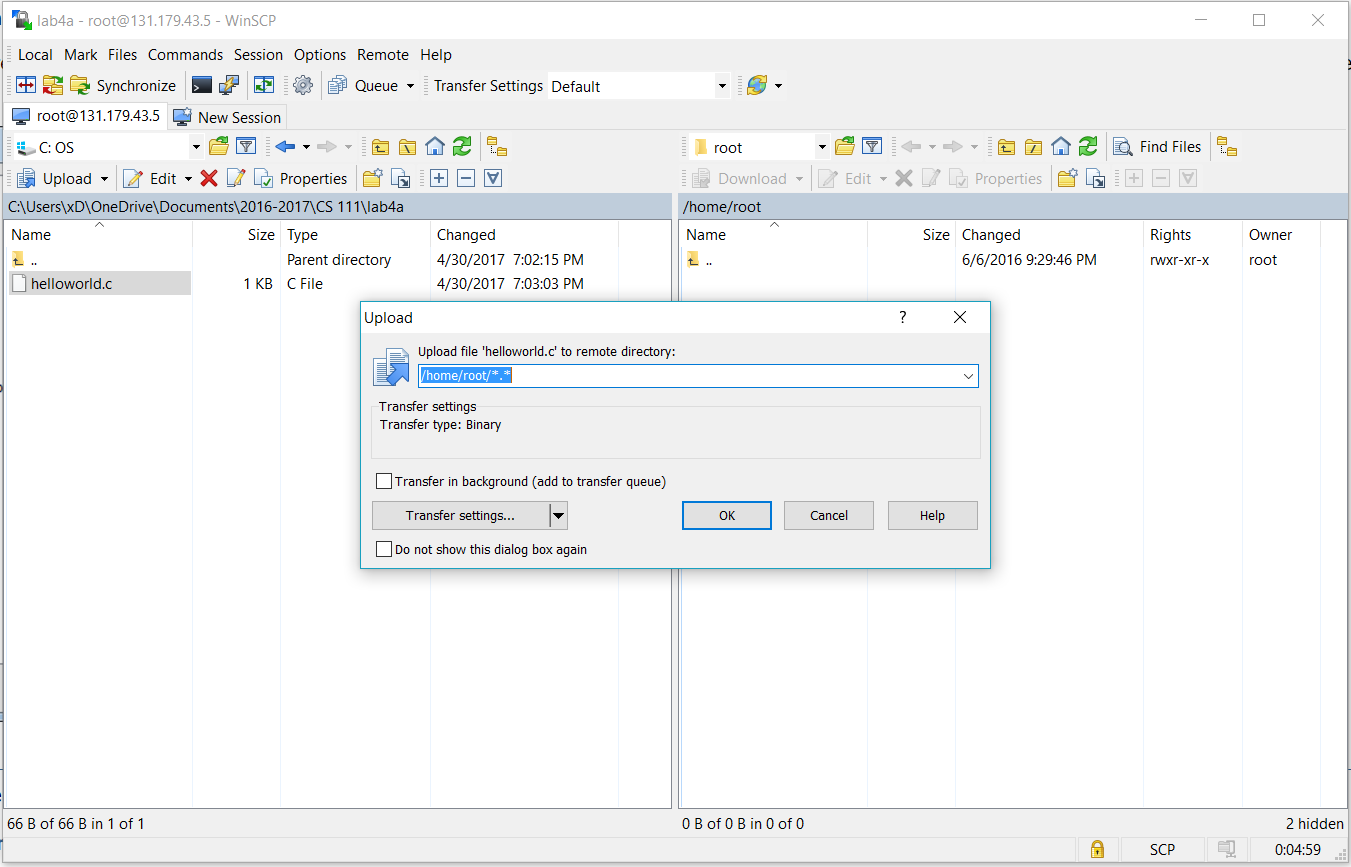 lab4a - root@131.179.43.5 - WinSCP
Local Mark Files Commands Session Options Remote Help
Synchronize Queue Transfer Settings Default
root@131.179.43.5 New Session
C: OS root Find Files
Upload Edit Properties Download Edit Properties
C:\Users\xD\OneDrive\Documents\2016-2017\CS 111\lab4a /home/root
Name Size Type Changed Name Size Changed Rights Owner
.. Parent directory 4/30/2017 7:02:15 PM .. 6/6/2016 9:29:46 PM rwxr-xr-x root
helloworld.c 1 KB C File 4/30/2017 7:03:03 PM
Upload ?
Upload file 'helloworld.c' to remote directory:
/home/root/*.*
Transfer settings
Transfer type: Binary
Transfer in background (add to transfer queue)
Transfer settings... OK Cancel Help
Do not show this dialog box again
66 B of 66 B in 1 of 1 0 B of 0 B in 0 of 0 2 hidden
SCP 0:04:59